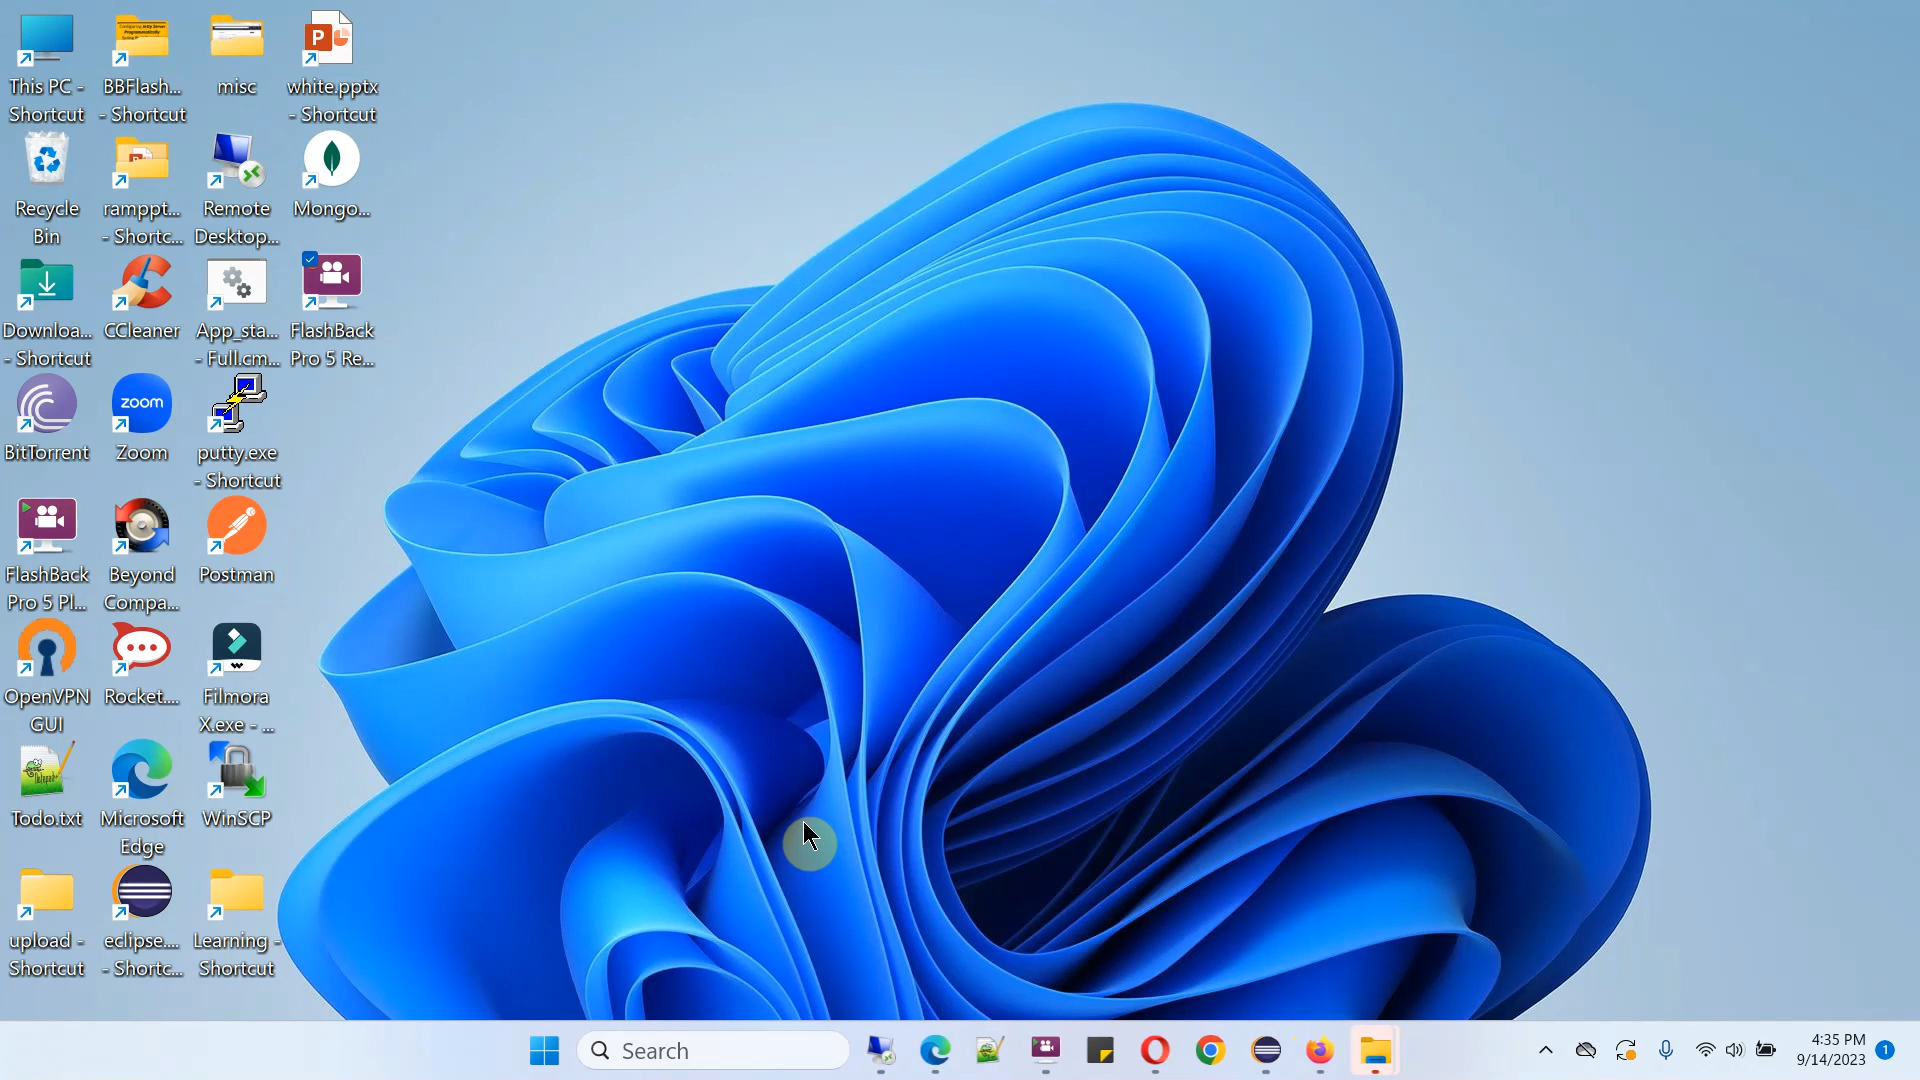 This PC -
Shortcut
BBFlash...
- Shortcut
misc
white.pptx
- Shortcut
Recycle
Bin
ramppt...
- Shortc...
Remote
Desktop...
Mongo...
Downloa...
- Shortcut
CCleaner
App_sta...
- Full.cm...
FlashBack
Pro 5 Re...
BitTorrent
zoom
Zoom
putty.exe
- Shortcut
FlashBack
Pro 5 Pl...
Beyond
Compa...
Postman
OpenVPN
GUI
Rocket....
Filmora
X.exe - ...
Todo.txt
Microsoft
Edge
WinSCP
upload -
Shortcut
eclipse....
- Shortc...
Learning -
Shortcut
Search
4:35 PM
9/14/2023
1